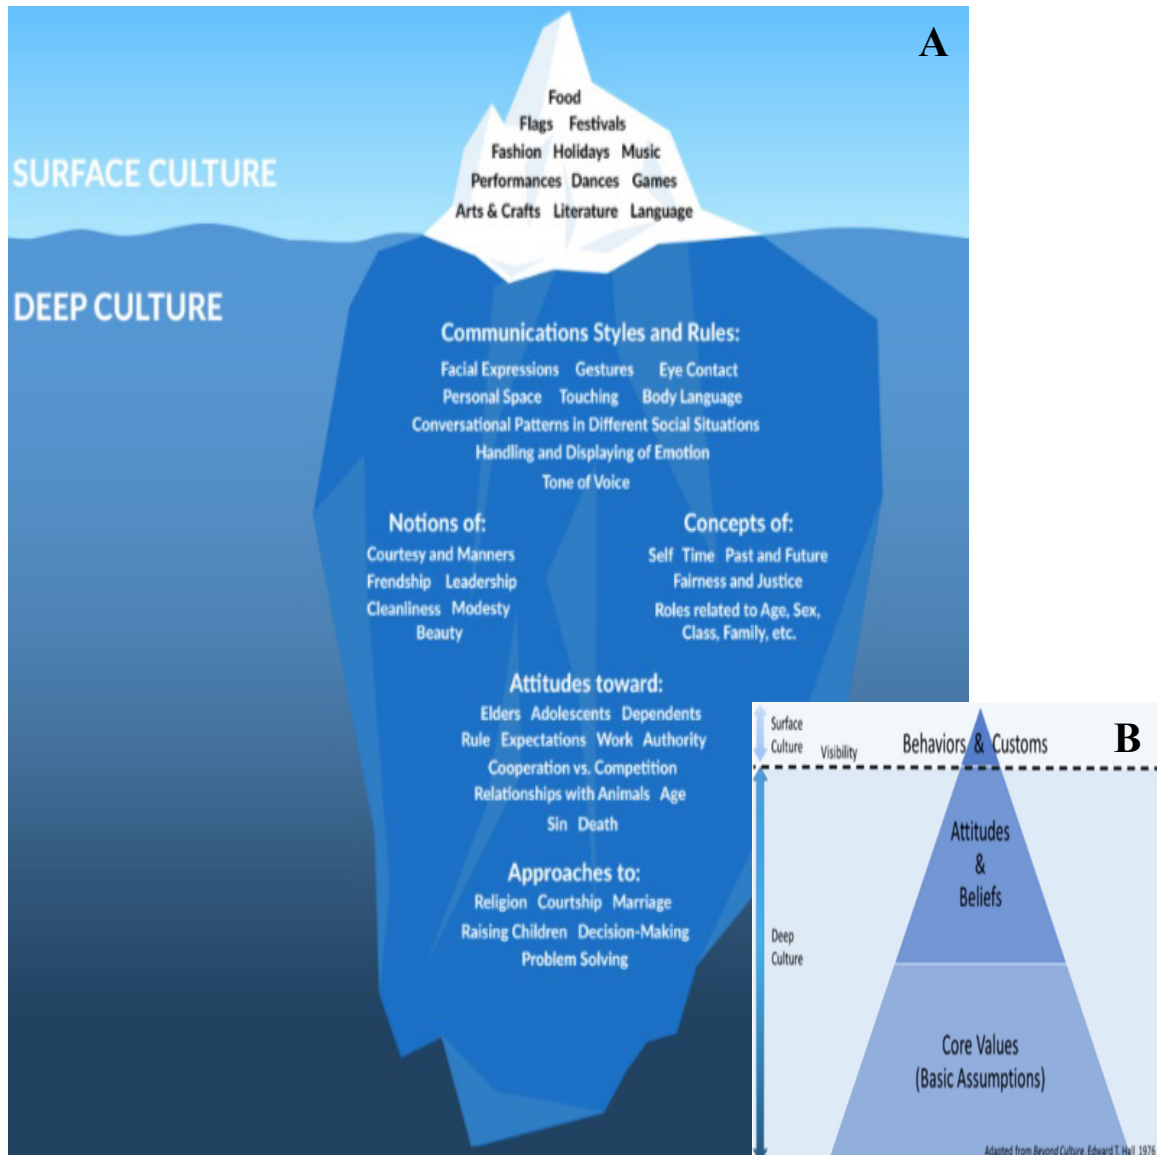 A
Food
Flags Festivals
Fashion Holidays Music
Performances Dances Games
Arts & Crafts Literature Language
SURFACE CULTURE
DEEP CULTURE
Communications Styles and Rules:
Facial Expressions Gestures Eye Contact
Personal Space Touching Body Language
Conversational Patterns in Different Social Situations
Handling and Displaying of Emotion
Tone of Voice
Notions of:
Courtesy and Manners
Frendship Leadership
Cleanliness Modesty
Beauty
Concepts of:
Self Time Past and Future
Fairness and Justice
Roles related to Age, Sex,
Class, Family, etc.
Attitudes toward:
Elders Adolescents Dependents
Rule Expectations Work Authority
Cooperation vs. Competition
Relationships with Animals Age
Sin Death
Approaches to:
Religion Courtship Marriage
Raising Children Decision-Making
Problem Solving
B
Surface
Culture
Visibility
Behaviors & Customs
Attitudes
&
Beliefs
Deep
Culture
Core Values
(Basic Assumptions)
Adapted from Beyond Culture, Edward T. Hall, 1976